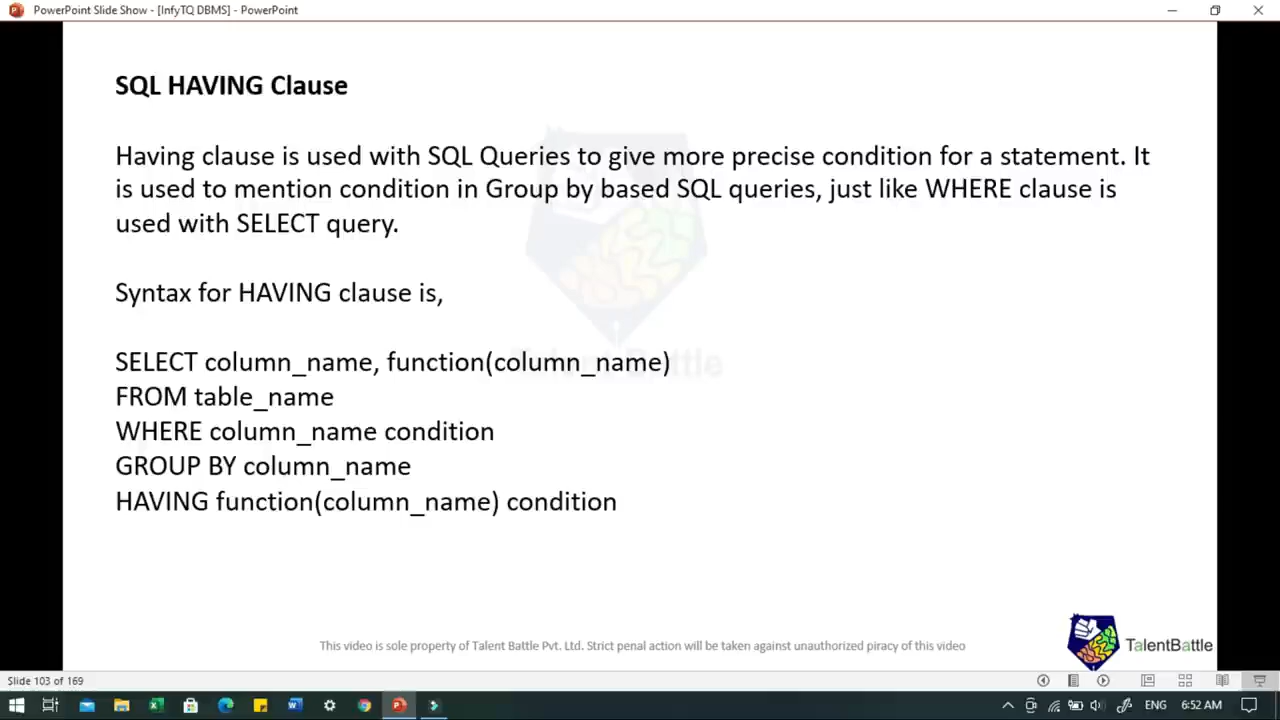 PowerPoint Slide Show - [InfyTQ DBMS] - PowerPoint
SQL HAVING Clause
Having clause is used with SQL Queries to give more precise condition for a statement. It
is used to mention condition in Group by based SQL queries, just like WHERE clause is
used with SELECT query.
Syntax for HAVING clause is,
SELECT column_name, function(column_name)
FROM table_name
WHERE column_name condition
GROUP BY column_name
HAVING function(column_name) condition
Talent Battle
This video is sole property of Talent Battle Pvt. Ltd. Strict penal action will be taken against unauthorized piracy of this video
TalentBattle
Slide 103 of 169
ENG
6:52 AM